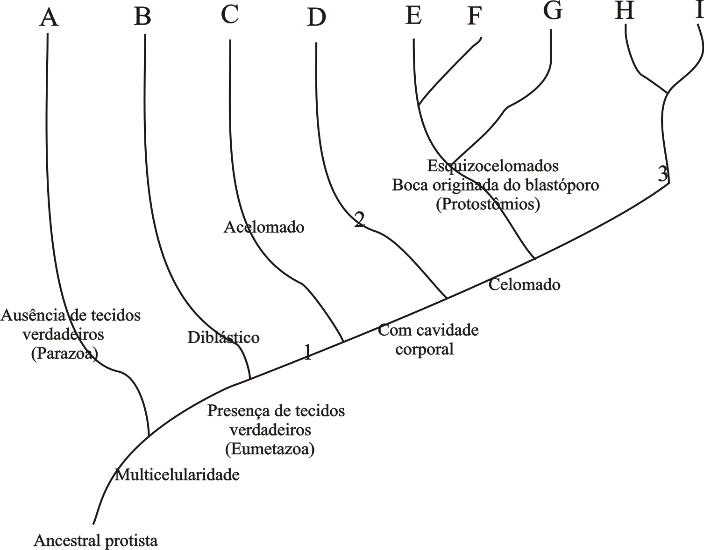 A B C D E F G H I
Esquizocelomados
Boca originada do blastóporo
(Protostômios)
3
2
Acelomado
Celomado
Ausência de tecidos
verdadeiros
(Parazoa)
Diblástico
1
Com cavidade
corporal
Presença de tecidos
verdadeiros
(Eumetazoa)
Multicelularidade
Ancestral protista